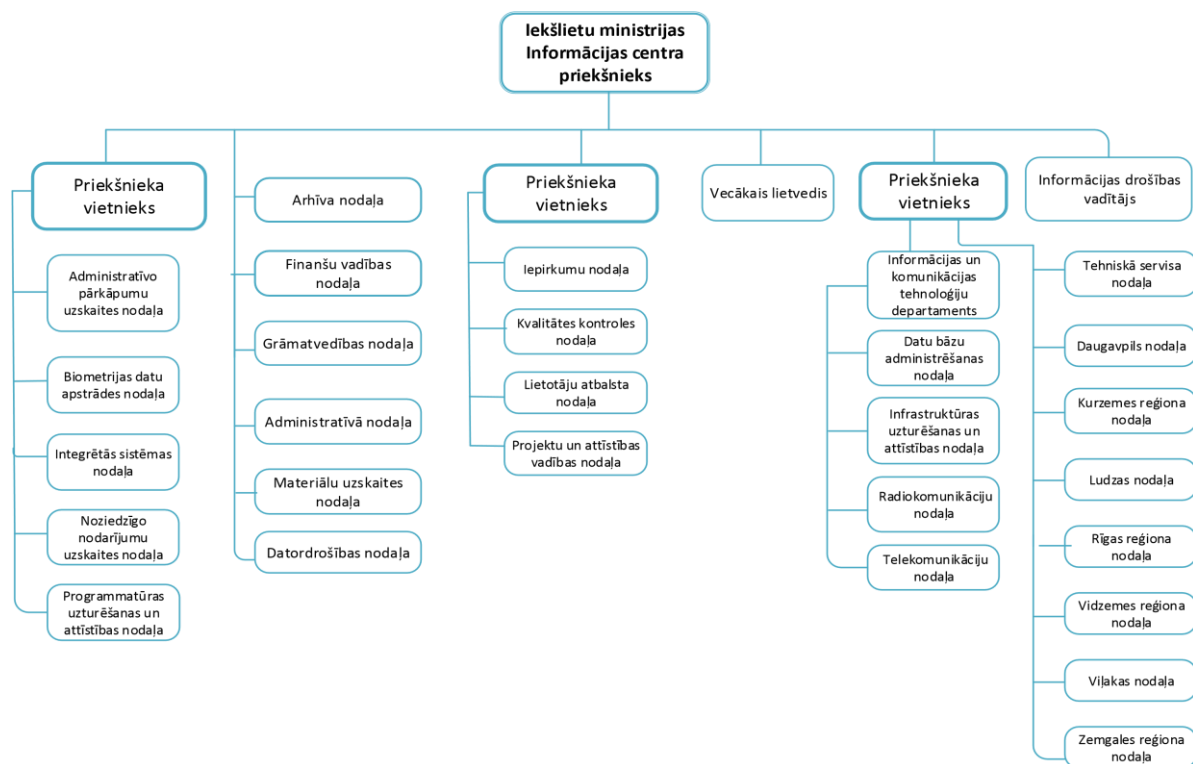 Iekšlietu ministrijas
Informācijas centra
priekšnieks
Priekšnieka
vietnieks
Administratīvo
pārkāpumu
uzskaites nodaļa
Biometrijas datu
apstrādes nodaļa
Integrētās sistēmas
nodaļa
Noziedzīgo
nodarījumu
uzskaites nodaļa
Programmatūras
uzturēšanas un
attīstības nodaļa
Arhīva nodaļa
Finanšu vadības
nodaļa
Grāmatvedības nodaļa
Administratīvā nodaļa
Materiālu uzskaites
nodaļa
Datordrošības nodaļa
Priekšnieka
vietnieks
Iepirkumu nodaļa
Kvalitātes kontroles
nodaļa
Lietotāju atbalsta
nodaļa
Projektu un attīstības
vadības nodaļa
Vecākais lietvedis
Priekšnieka
vietnieks
Informācijas un
komunikācijas
tehnoloģiju
departaments
Datu bāzu
administrēšanas
nodaļa
Infrastruktūras
uzturēšanas un
attīstības nodaļa
Radiokomunikāciju
nodaļa
Telekomunikāciju
nodaļa
Tehniskā servisa
nodaļa
Daugavpils nodaļa
Kurzemes reģiona
nodaļa
Ludzas nodaļa
Rīgas reģiona
nodaļa
Vidzemes reģiona
nodaļa
Viļakas nodaļa
Zemgales reģiona
nodaļa
Informācijas drošības
vadītājs